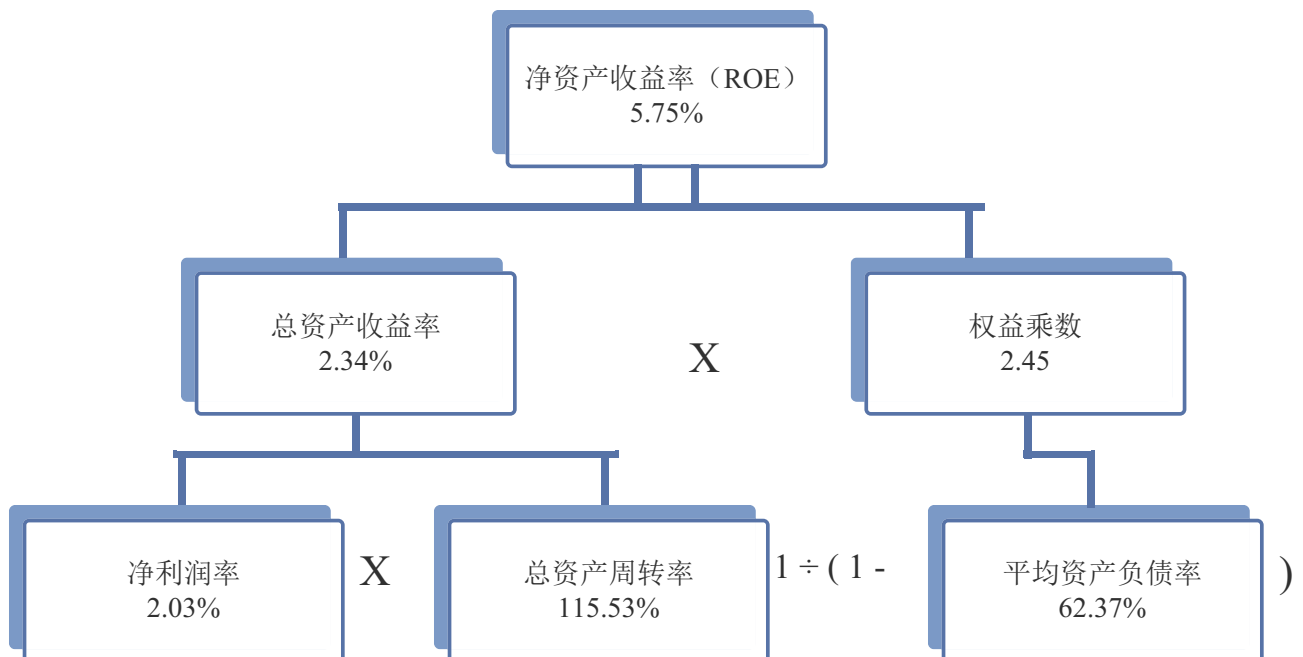 净资产收益率（ROE）
5.75%
总资产收益率
2.34%
X
权益乘数
2.45
净利润率
2.03%
X
总资产周转率
115.53%
1 ÷ ( 1 -
平均资产负债率
62.37%
)